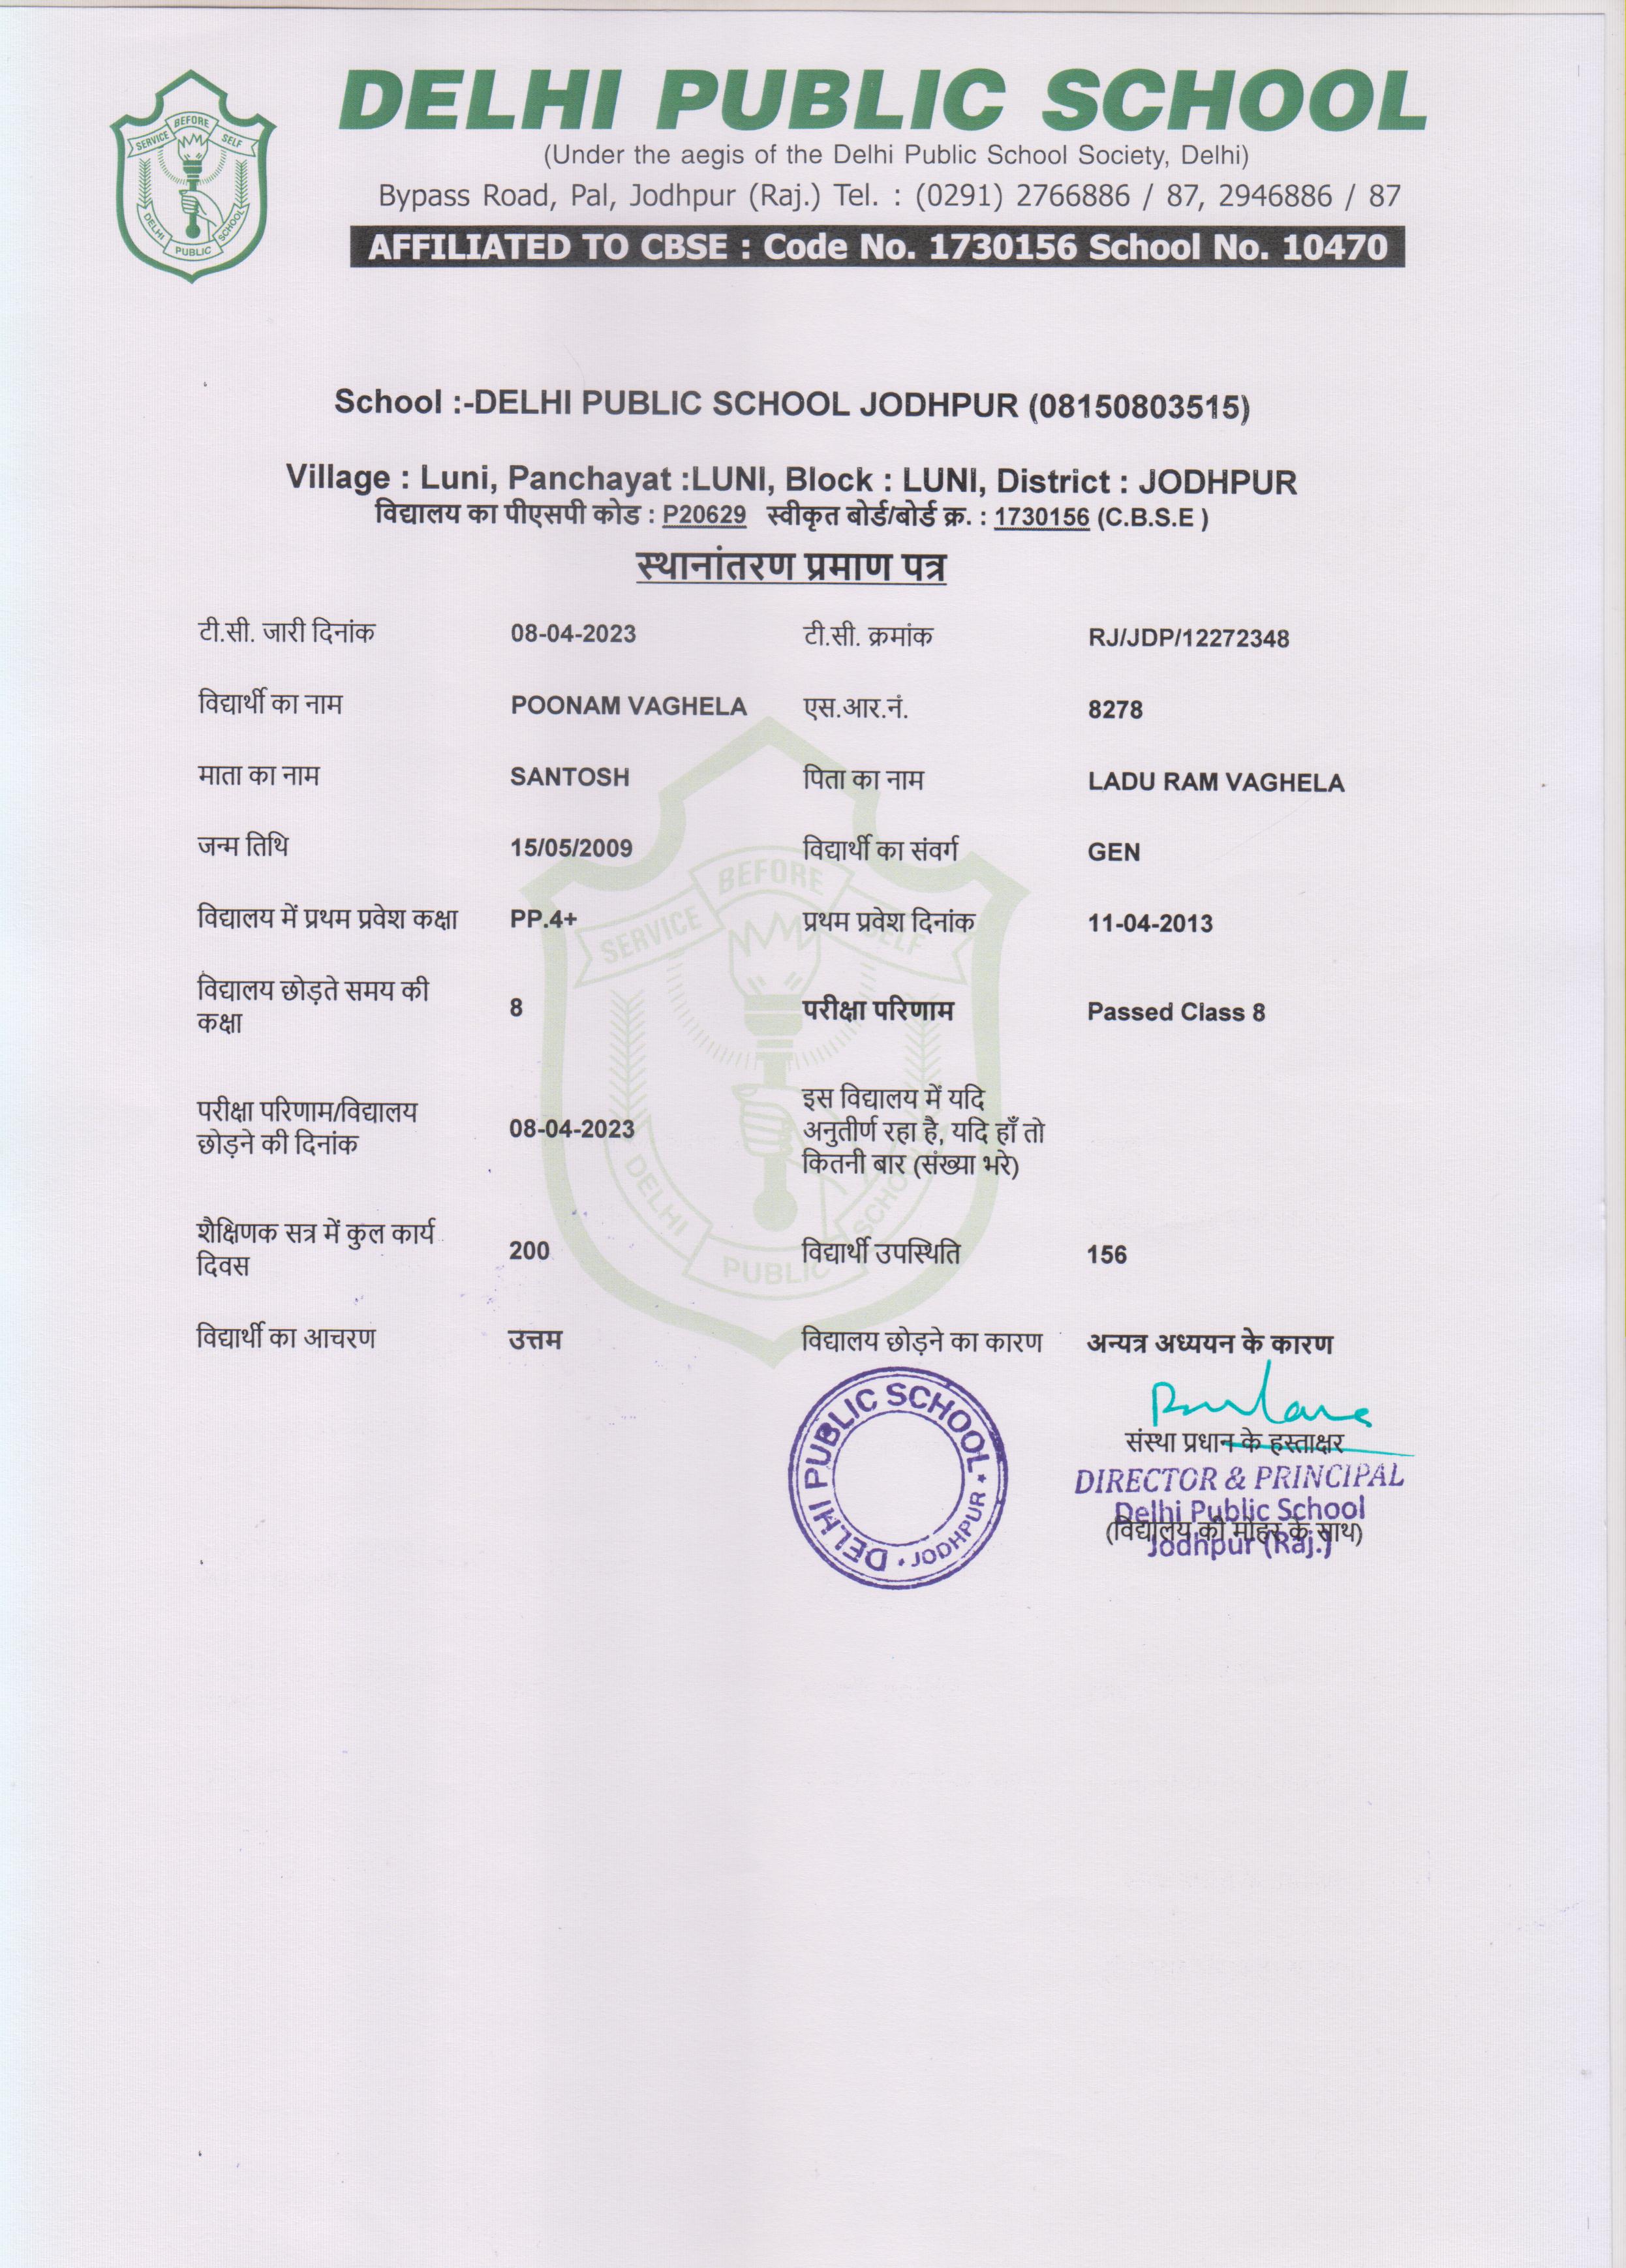 SERVICE BEFORE SELF
DELHI PUBLIC SCHOOL
DELHI PUBLIC SCHOOL
(Under the aegis of the Delhi Public School Society, Delhi)
Bypass Road, Pal, Jodhpur (Raj.) Tel. : (0291) 2766886 / 87, 2946886 / 87
AFFILIATED TO CBSE : Code No. 1730156 School No. 10470
School :-DELHI PUBLIC SCHOOL JODHPUR (08150803515)
Village : Luni, Panchayat :LUNI, Block : LUNI, District : JODHPUR
विद्यालय का पीएसपी कोड : P20629 स्वीकृत बोर्ड/बोर्ड क्र. : 1730156 (C.B.S.E )
स्थानांतरण प्रमाण पत्र
टी.सी. जारी दिनांक 08-04-2023 टी.सी. क्रमांक RJ/JDP/12272348
विद्यार्थी का नाम POONAM VAGHELA एस.आर.नं. 8278
माता का नाम SANTOSH पिता का नाम LADU RAM VAGHELA
जन्म तिथि 15/05/2009 विद्यार्थी का संवर्ग GEN
विद्यालय में प्रथम प्रवेश कक्षा PP.4+ प्रथम प्रवेश दिनांक 11-04-2013
विद्यालय छोड़ते समय की
कक्षा 8 परीक्षा परिणाम Passed Class 8
परीक्षा परिणाम/विद्यालय
छोड़ने की दिनांक 08-04-2023
इस विद्यालय में यदि
अनुतीर्ण रहा है, यदि हाँ तो
कितनी बार (संख्या भरे)
शैक्षिणक सत्र में कुल कार्य
दिवस 200 विद्यार्थी उपस्थिति 156
विद्यार्थी का आचरण उत्तम विद्यालय छोड़ने का कारण अन्यत्र अध्ययन के कारण
SERVICE BEFORE SELF
DELHI PUBLIC SCHOOL
DELHI PUBLIC SCHOOL
JODHPUR
संस्था प्रधान के हस्ताक्षर
DIRECTOR & PRINCIPAL
Delhi Public School
(विद्यालय की मोहर के साथ)
Jodhpur (Raj.)